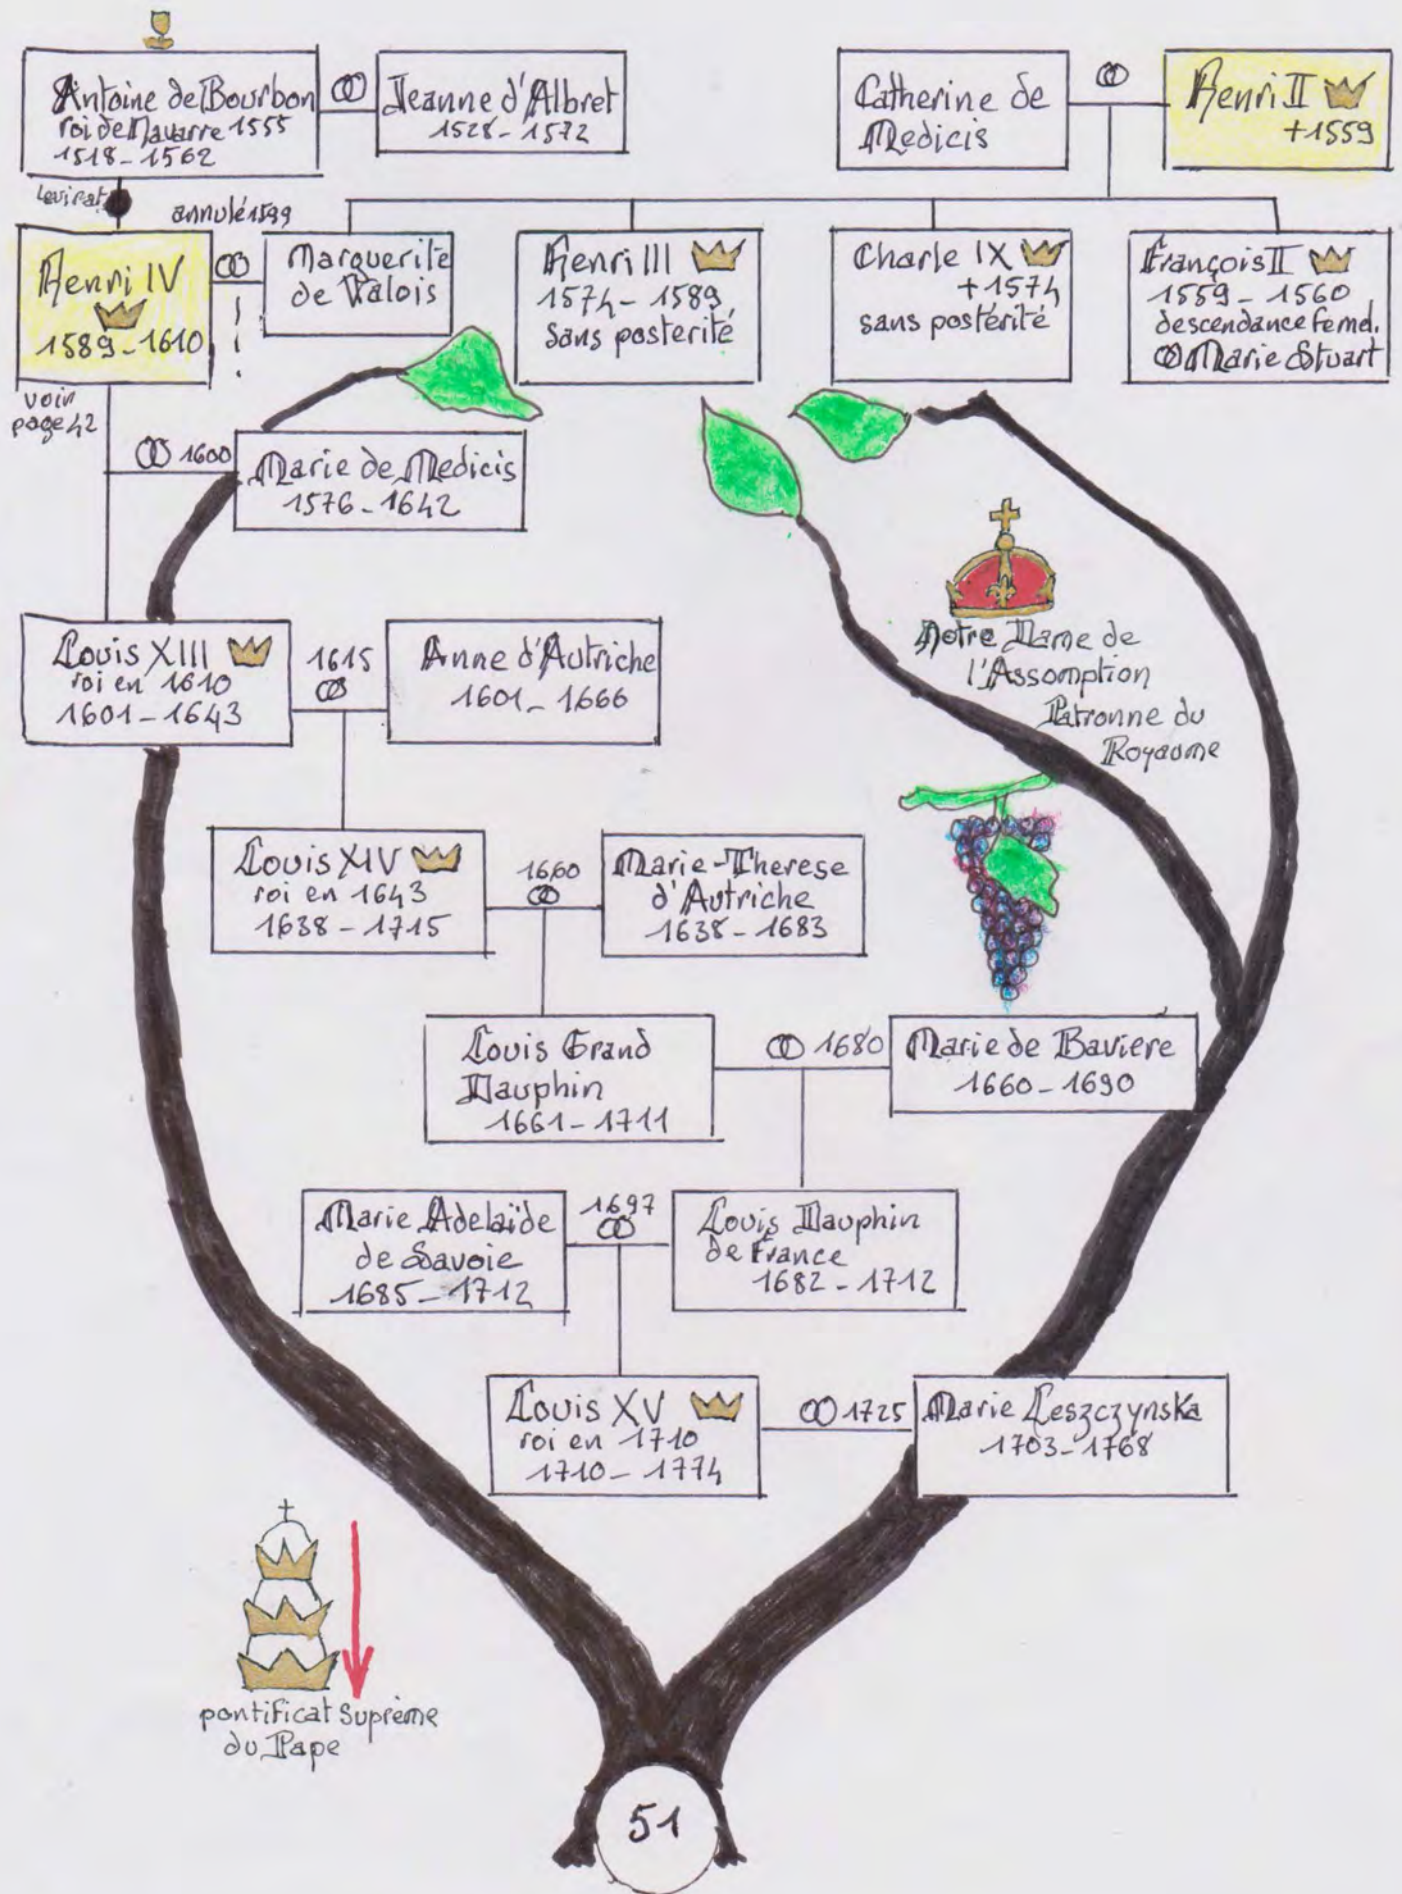 Antoine de Bourbon
roi de Navarre 1555
1518-1562
Jeanne d'Albret
1528-1572
Catherine de
Medicis
Henri II
+1559
Levirat
annulé 1599
Henri IV
1589-1610
Marguerite
de Valois
Henri III
1574-1589
sans posterité
Charle IX
+1574
sans postérité
François II
1559-1560
descendance femel.
Marie Stuart
voir
page 42
1600
Marie de Medicis
1576-1642
Notre Dame de
l'Assomption
Patronne du
Royaume
Louis XIII
roi en 1610
1601-1643
1615
Anne d'Autriche
1601-1666
Louis XIV
roi en 1643
1638-1715
1660
Marie-Therese
d'Autriche
1638-1683
Louis Grand
Dauphin
1661-1711
1680
Marie de Baviere
1660-1690
Marie Adelaïde
de Savoie
1685-1712
1697
Louis Dauphin
de France
1682-1712
Louis XV
roi en 1710
1710-1774
1725
Marie Leszczynska
1703-1768
pontificat Suprème
du Pape
51